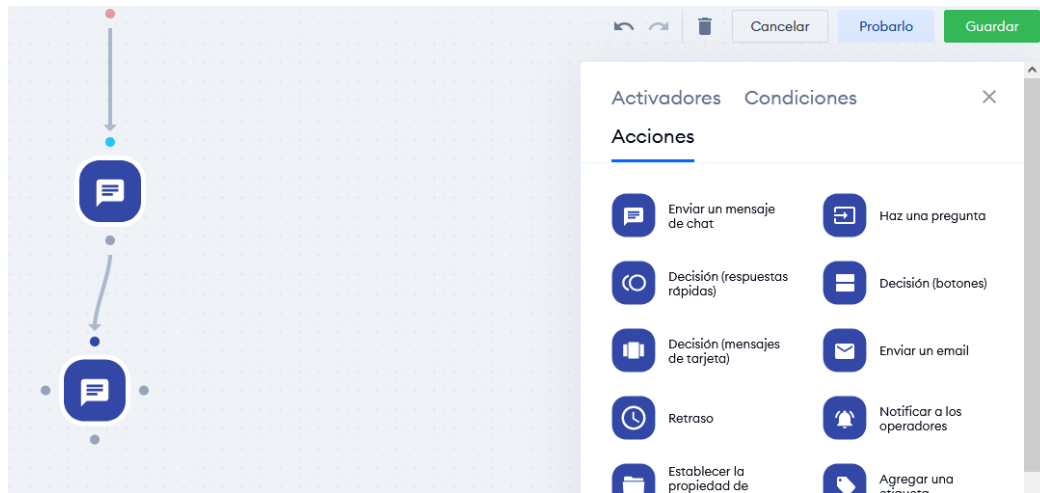 Cancelar
Probarlo
Guardar
Activadores
Condiciones
Acciones
Enviar un mensaje
de chat
Haz una pregunta
Decisión (respuestas
rápidas)
Decisión (botones)
Decisión (mensajes
de tarjeta)
Enviar un email
Retraso
Notificar a los
operadores
Establecer la
propiedad de
Agregar una
etiqueta